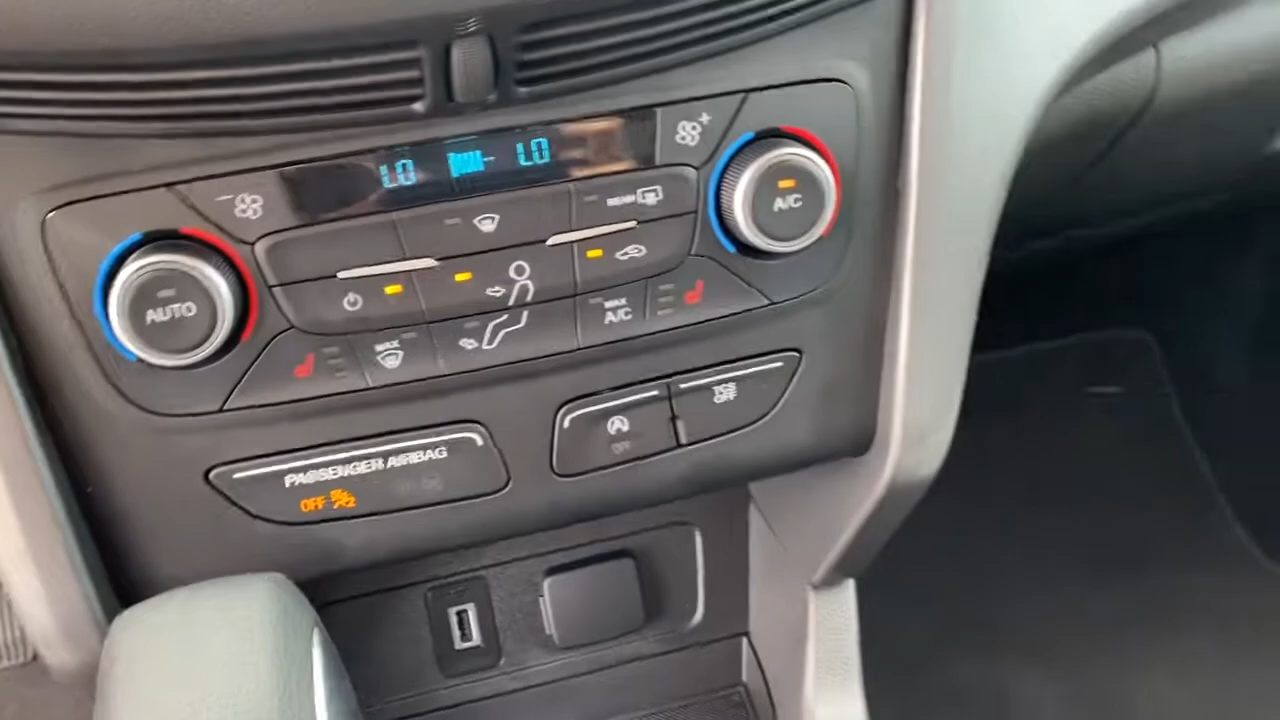 LO LO
REAR
A/C
AUTO
MAX
A/C
MAX
TCS
OFF
A
OFF
PASSENGER AIRBAG
OFF